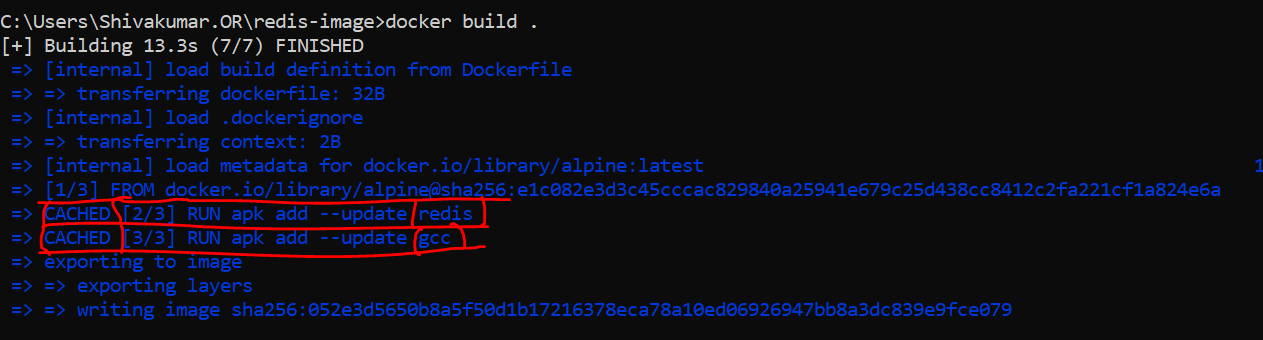 C:\Users\Shivakumar.OR\redis-image>docker build .
[+] Building 13.3s (7/7) FINISHED
=> [internal] load build definition from Dockerfile
=> => transferring dockerfile: 32B
=> [internal] load .dockerignore
=> => transferring context: 2B
=> [internal] load metadata for docker.io/library/alpine:latest 1
=> [1/3] FROM docker.io/library/alpine@sha256:e1c082e3d3c45cccac829840a25941e679c25d438cc8412c2fa221cf1a824e6a
=> CACHED [2/3] RUN apk add --update redis
=> CACHED [3/3] RUN apk add --update gcc
=> exporting to image
=> => exporting layers
=> => writing image sha256:052e3d5650b8a5f50d1b17216378eca78a10ed06926947bb8a3dc839e9fce079